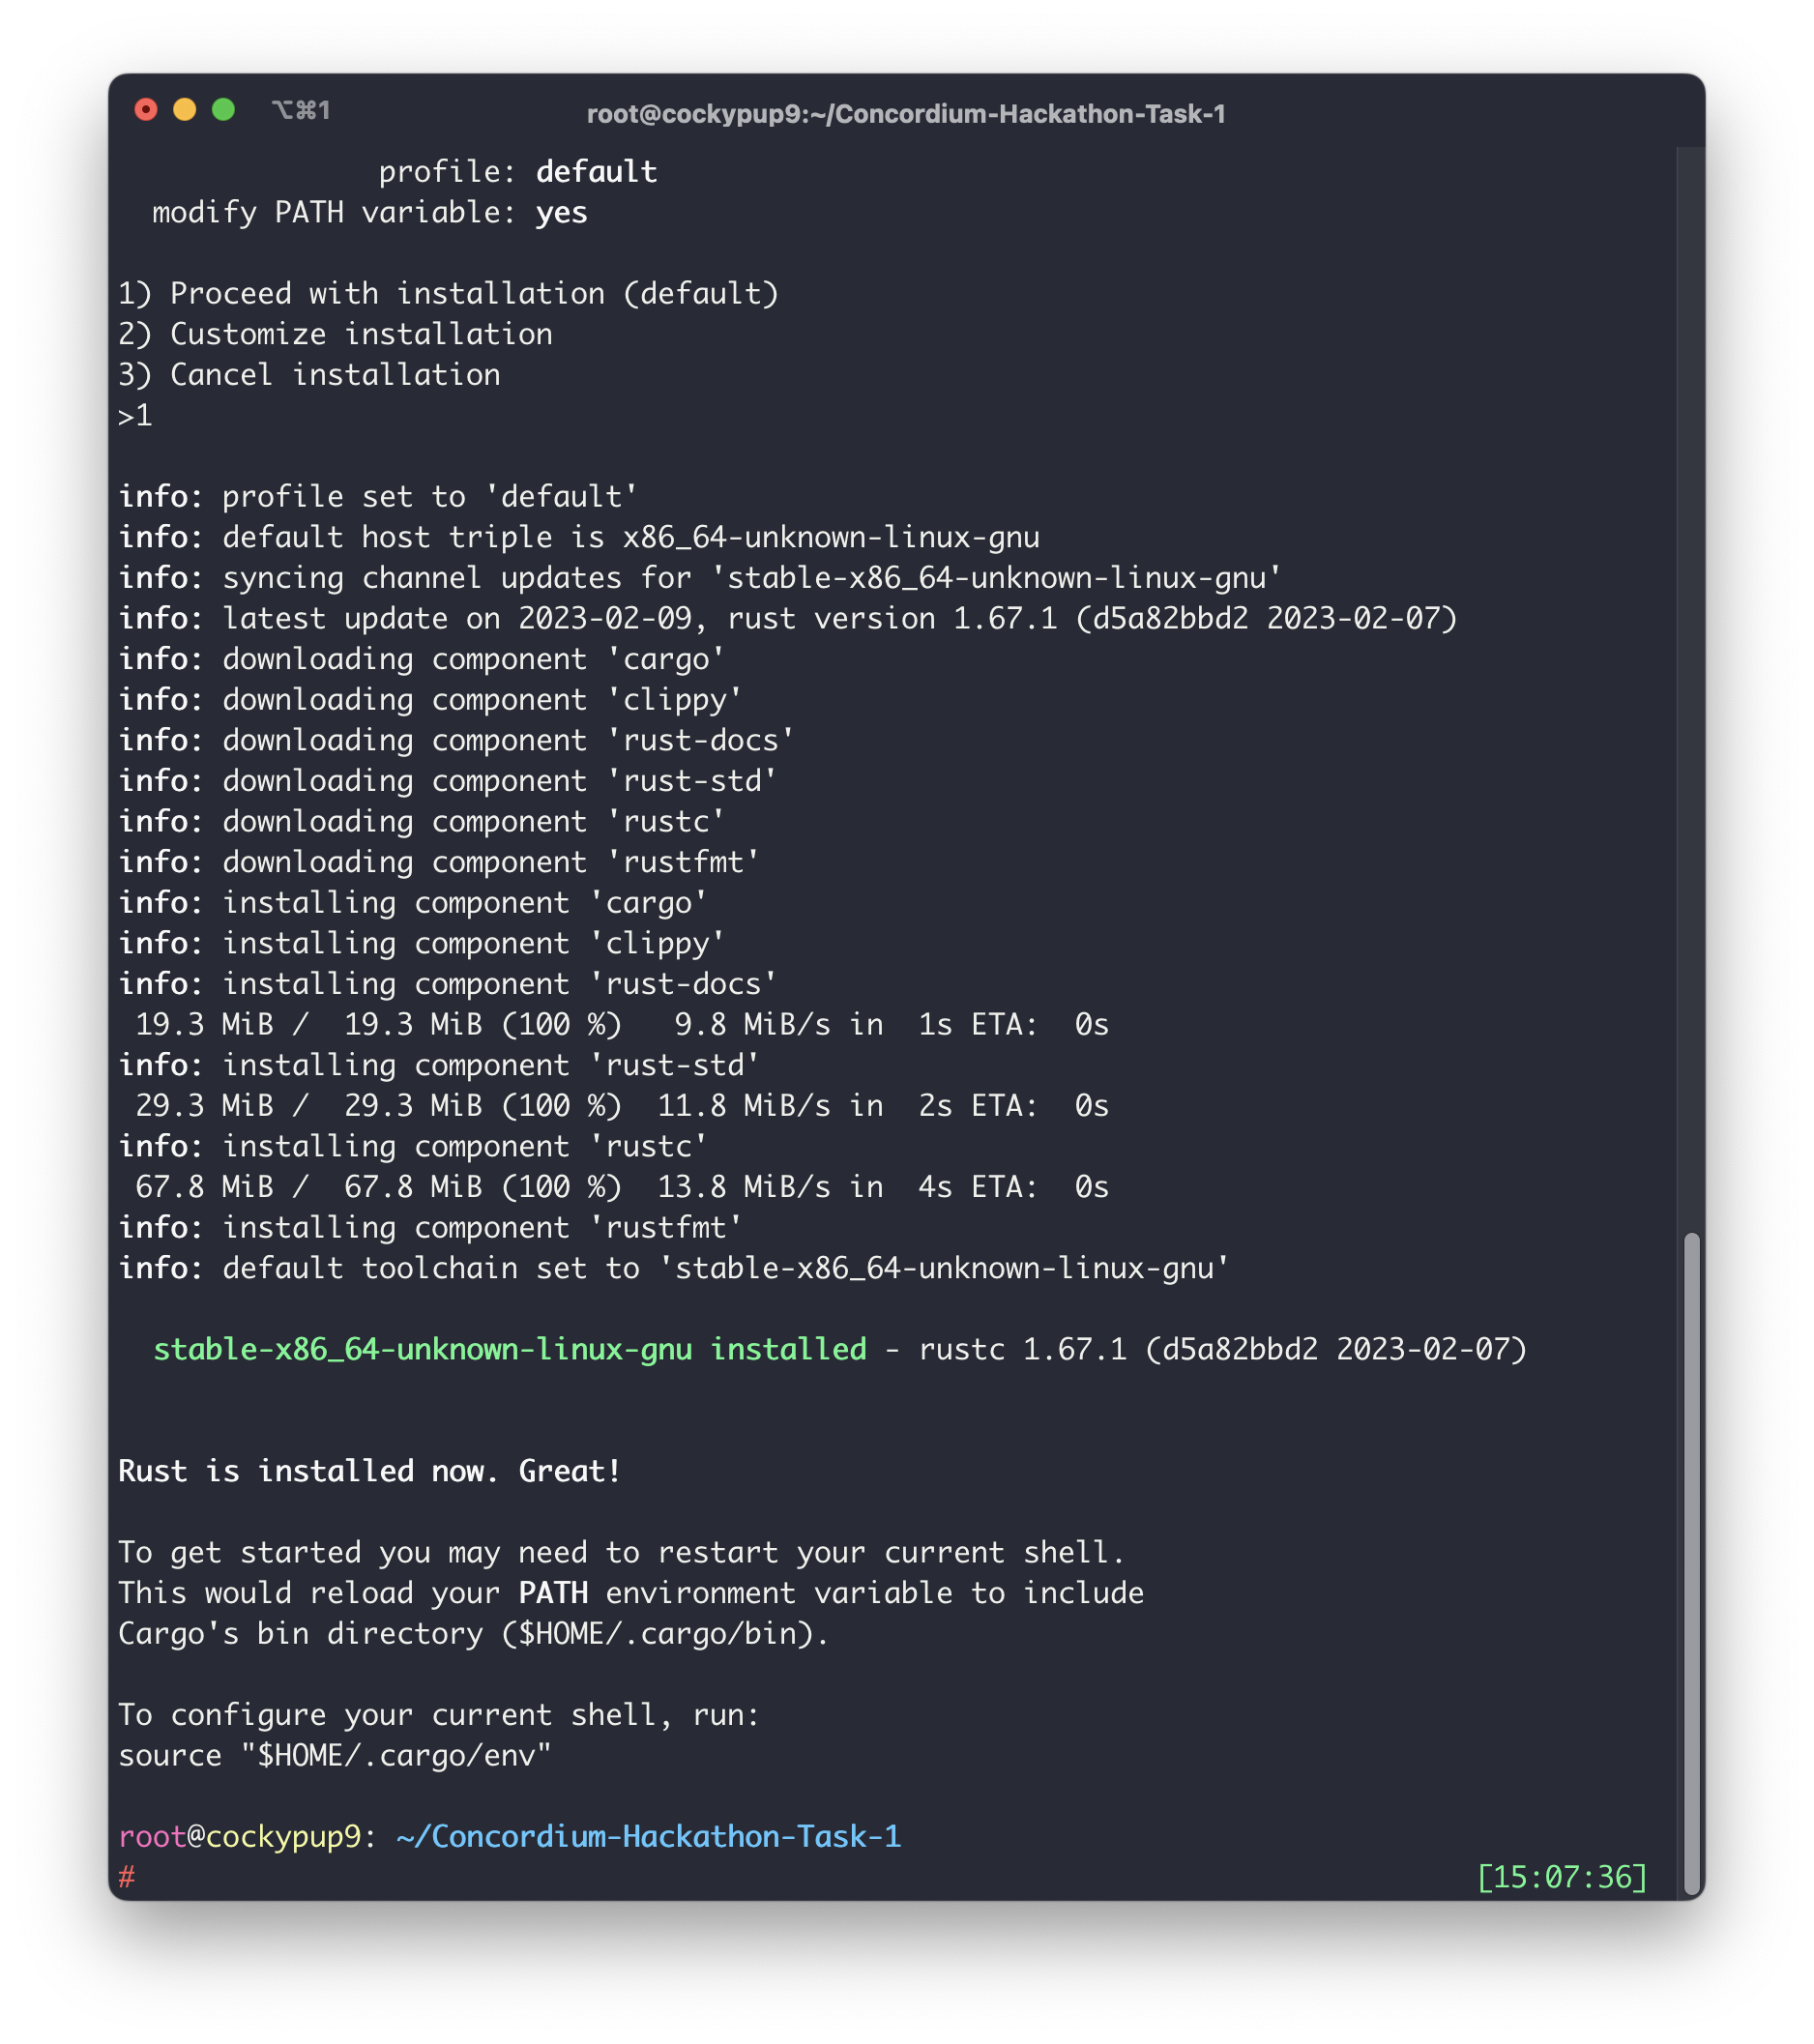 ⌥⌘1
root@cockypup9:~/Concordium-Hackathon-Task-1
profile: default
modify PATH variable: yes
1) Proceed with installation (default)
2) Customize installation
3) Cancel installation
>1
info: profile set to 'default'
info: default host triple is x86_64-unknown-linux-gnu
info: syncing channel updates for 'stable-x86_64-unknown-linux-gnu'
info: latest update on 2023-02-09, rust version 1.67.1 (d5a82bbd2 2023-02-07)
info: downloading component 'cargo'
info: downloading component 'clippy'
info: downloading component 'rust-docs'
info: downloading component 'rust-std'
info: downloading component 'rustc'
info: downloading component 'rustfmt'
info: installing component 'cargo'
info: installing component 'clippy'
info: installing component 'rust-docs'
19.3 MiB /  19.3 MiB (100 %)   9.8 MiB/s in  1s ETA:  0s
info: installing component 'rust-std'
29.3 MiB /  29.3 MiB (100 %)  11.8 MiB/s in  2s ETA:  0s
info: installing component 'rustc'
67.8 MiB /  67.8 MiB (100 %)  13.8 MiB/s in  4s ETA:  0s
info: installing component 'rustfmt'
info: default toolchain set to 'stable-x86_64-unknown-linux-gnu'
stable-x86_64-unknown-linux-gnu installed - rustc 1.67.1 (d5a82bbd2 2023-02-07)
Rust is installed now. Great!
To get started you may need to restart your current shell.
This would reload your PATH environment variable to include
Cargo's bin directory ($HOME/.cargo/bin).
To configure your current shell, run:
source "$HOME/.cargo/env"
root@cockypup9: ~/Concordium-Hackathon-Task-1
# [15:07:36]